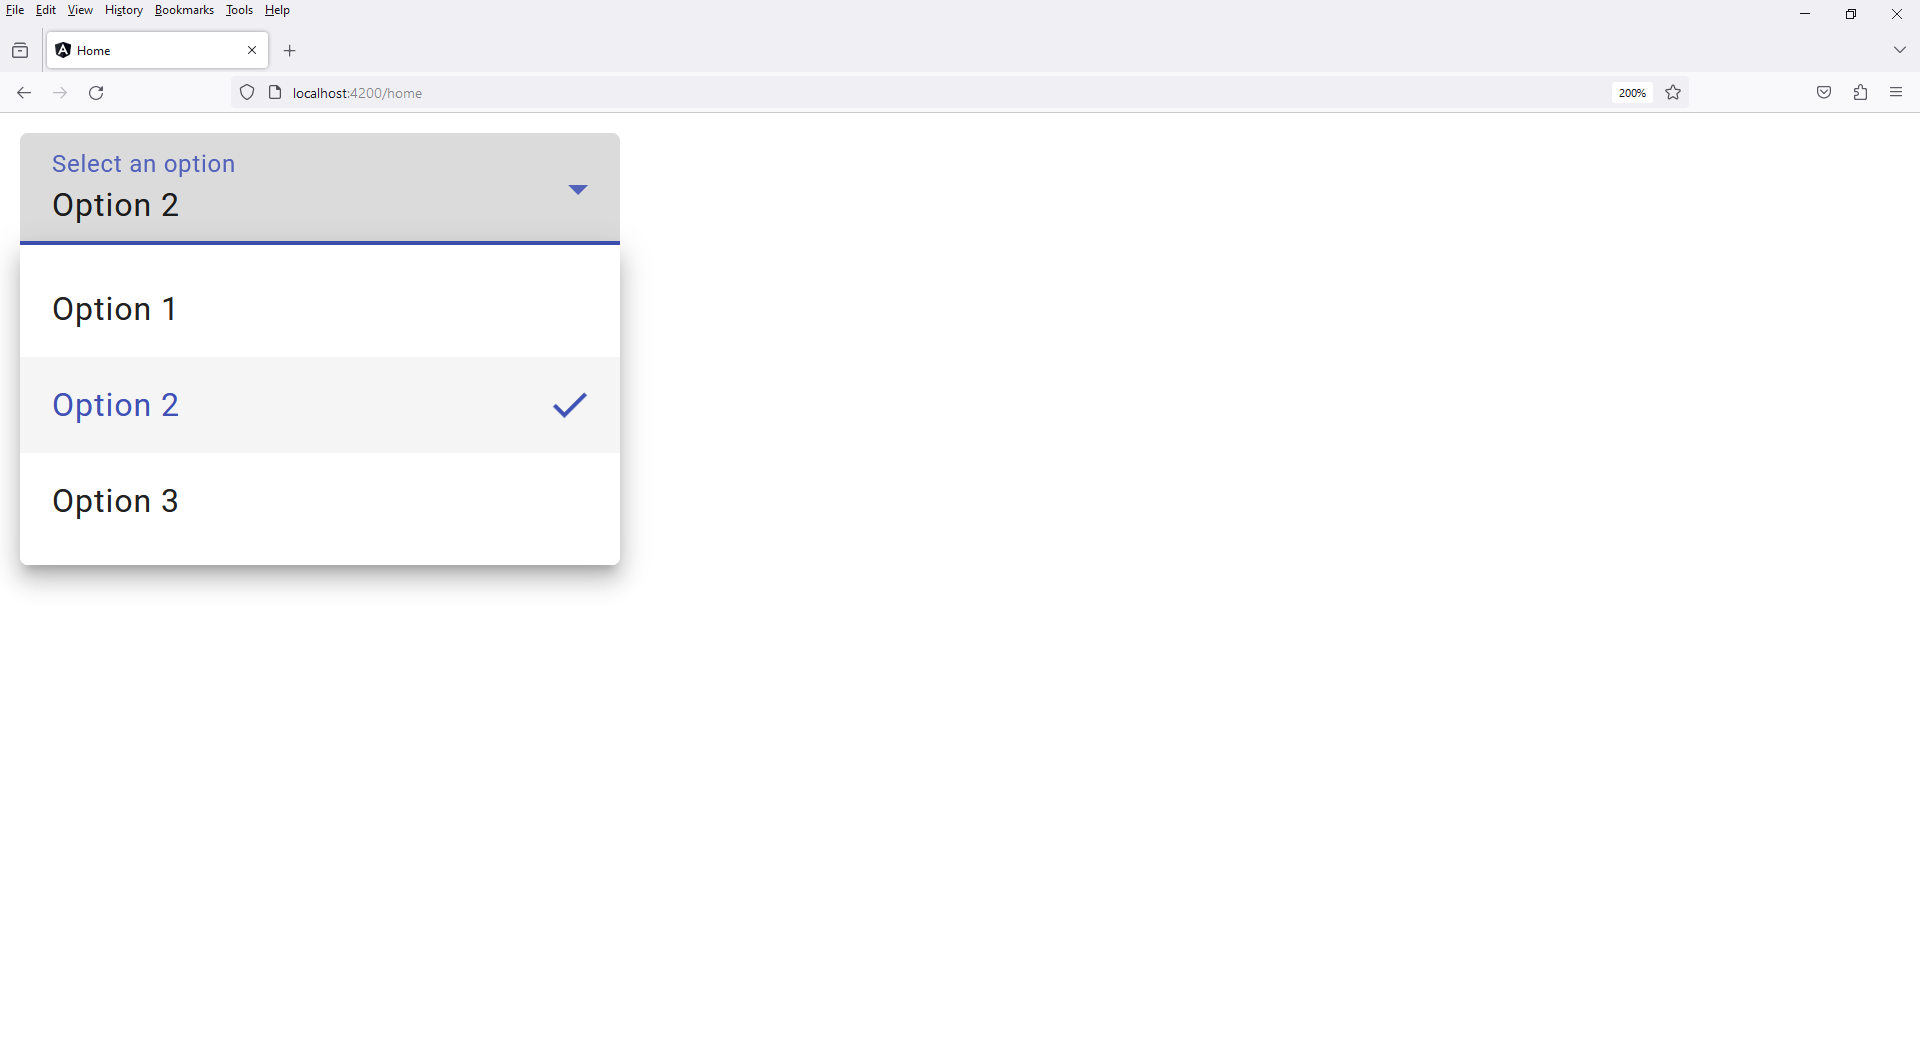 File Edit View History Bookmarks Tools Help
Home
localhost:4200/home
200%
Select an option
Option 2
Option 1
Option 2
Option 3